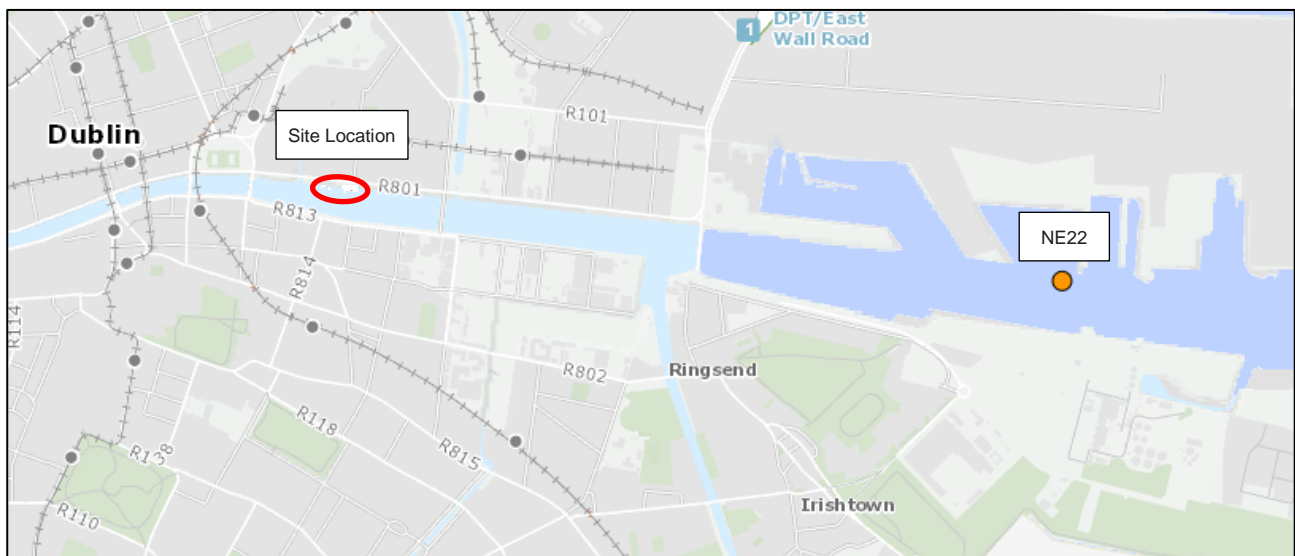 1
DPT/East
Wall Road
R101
Dublin
Site Location
R801
R813
NE22
R814
R114
Ringsend
R802
R118
R138
R815
Irishtown
R110